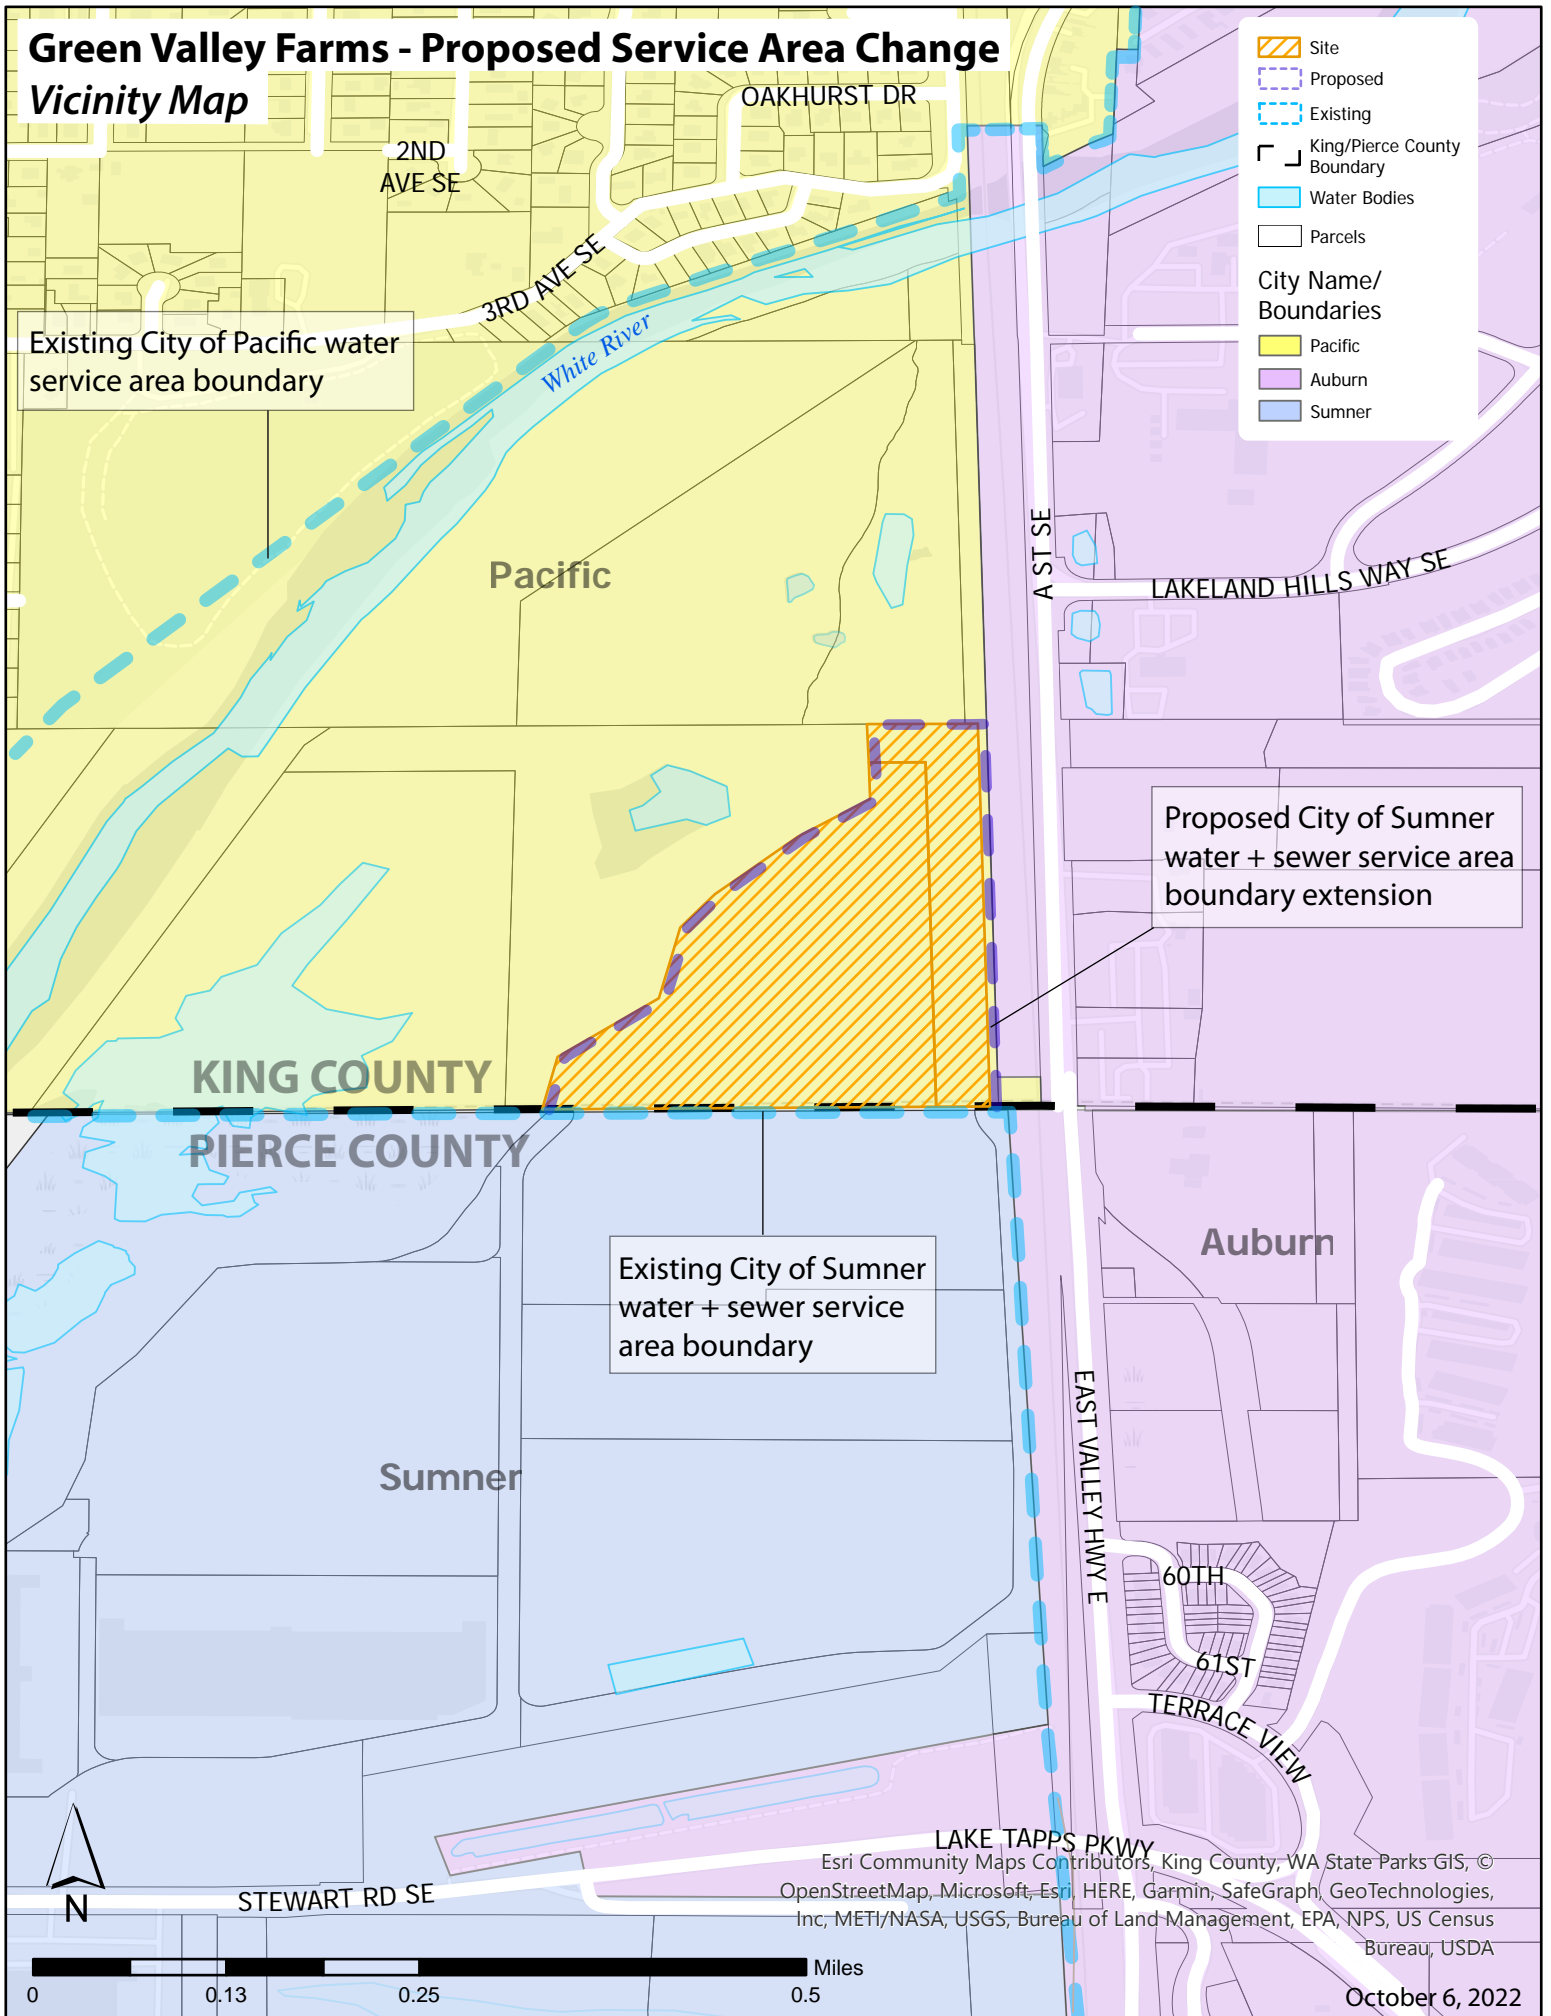 Green Valley Farms - Proposed Service Area Change
Vicinity Map
Site
Proposed
Existing
King/Pierce County
Boundary
Water Bodies
Parcels
City Name/
Boundaries
Pacific
Auburn
Sumner
OAKHURST DR
2ND
AVE SE
3RD AVE SE
White River
Existing City of Pacific water
service area boundary
Pacific
A ST SE
LAKELAND HILLS WAY SE
Proposed City of Sumner
water + sewer service area
boundary extension
KING COUNTY
PIERCE COUNTY
Existing City of Sumner
water + sewer service
area boundary
Auburn
Sumner
EAST VALLEY HWY E
60TH
61ST
TERRACE VIEW
LAKE TAPPS PKWY
STEWART RD SE
Esri Community Maps Contributors, King County, WA State Parks GIS, ©
OpenStreetMap, Microsoft, Esri, HERE, Garmin, SafeGraph, GeoTechnologies,
Inc, METI/NASA, USGS, Bureau of Land Management, EPA, NPS, US Census
Bureau, USDA
N
Miles
0 0.13 0.25 0.5
October 6, 2022